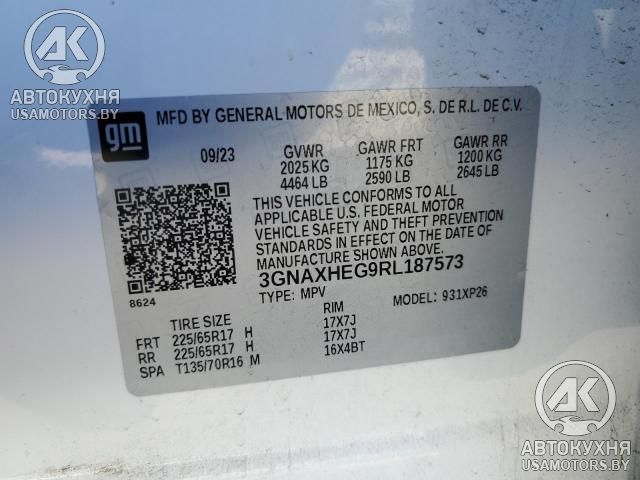 AK
АВТОКУХНЯ
USAMOTORS.BY
gm
MFD BY GENERAL MOTORS DE MEXICO, S. DE R.L. DE C.V.
09/23 GVWR GAWR FRT GAWR RR
2025 KG 1175 KG 1200 KG
4464 LB 2590 LB 2645 LB
THIS VEHICLE CONFORMS TO ALL
APPLICABLE U.S. FEDERAL MOTOR
VEHICLE SAFETY AND THEFT PREVENTION
STANDARDS IN EFFECT ON THE DATE OF
MANUFACTURE SHOWN ABOVE.
3GNAXHEG9RL187573
8624
TYPE: MPV MODEL: 931XP26
TIRE SIZE RIM
FRT 225/65R17 H 17X7J
RR 225/65R17 H 17X7J
SPA T135/70R16 M 16X4BT
AK
АВТОКУХНЯ
USAMOTORS.BY